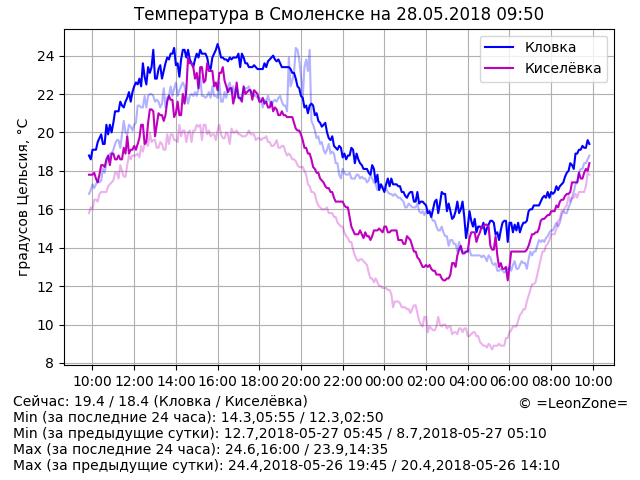 Температура в Смоленске на 28.05.2018 09:50
Кловка
Киселёвка
градусов Цельсия, °C
24
22
20
18
16
14
12
10
8
10:00 12:00 14:00 16:00 18:00 20:00 22:00 00:00 02:00 04:00 06:00 08:00 10:00
Сейчас: 19.4 / 18.4 (Кловка / Киселёвка)
© =LeonZone=
Min (за последние 24 часа): 14.3,05:55 / 12.3,02:50
Min (за предыдущие сутки): 12.7,2018-05-27 05:45 / 8.7,2018-05-27 05:10
Max (за последние 24 часа): 24.6,16:00 / 23.9,14:35
Max (за предыдущие сутки): 24.4,2018-05-26 19:45 / 20.4,2018-05-26 14:10